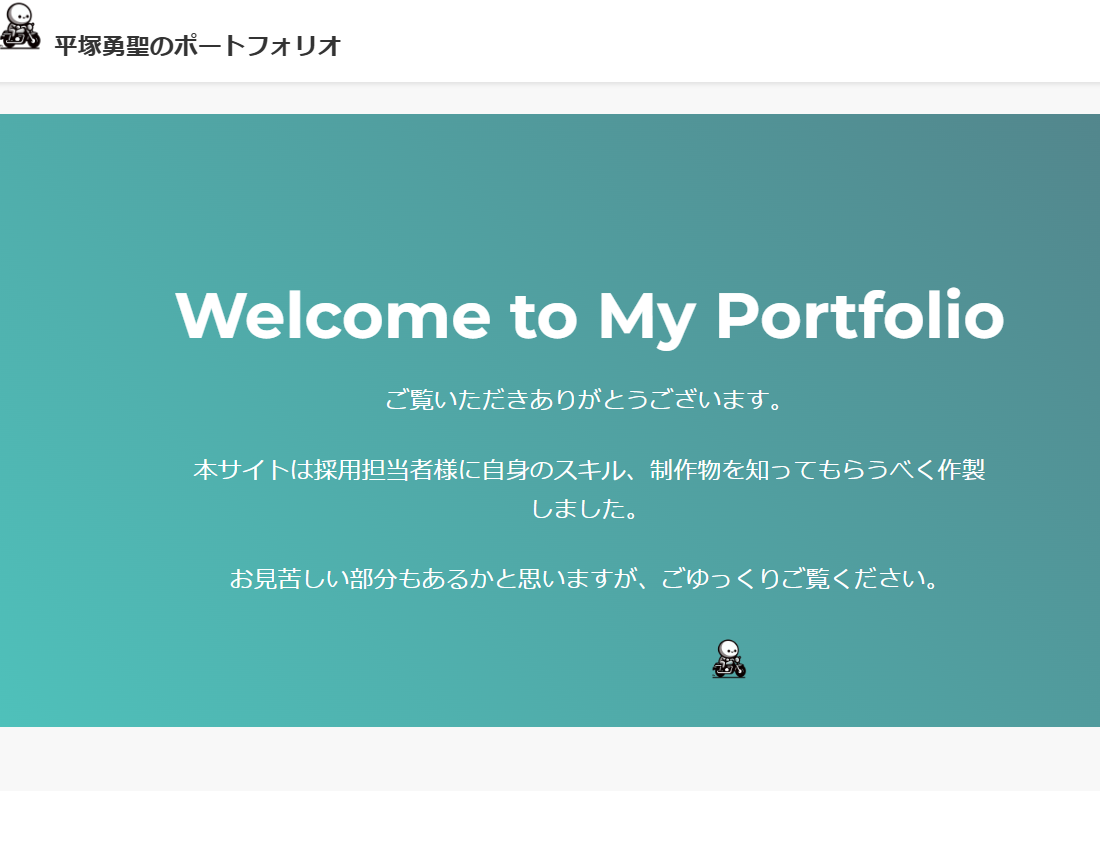 平塚勇聖のポートフォリオ
Welcome to My Portfolio
ご覧いただきありがとうございます。
本サイトは採用担当者様に自身のスキル、制作物を知ってもらうべく作製
しました。
お見苦しい部分もあるかと思いますが、ごゆっくりご覧ください。